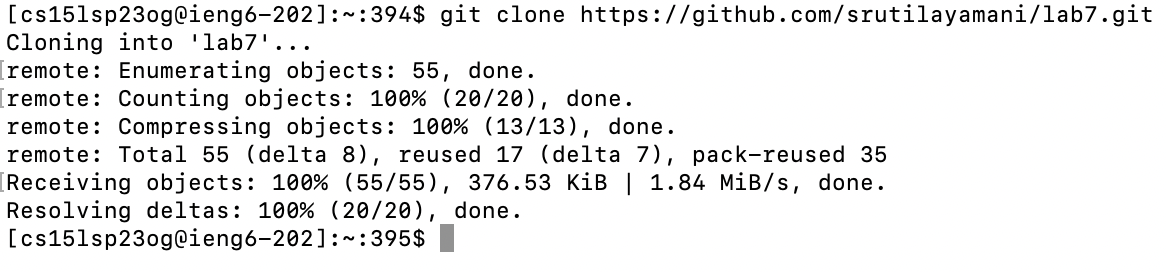 [cs15lsp23og@ieng6-202]:~:394$ git clone https://github.com/srutilayamani/lab7.git
Cloning into 'lab7'...
remote: Enumerating objects: 55, done.
remote: Counting objects: 100% (20/20), done.
remote: Compressing objects: 100% (13/13), done.
remote: Total 55 (delta 8), reused 17 (delta 7), pack-reused 35
Receiving objects: 100% (55/55), 376.53 KiB | 1.84 MiB/s, done.
Resolving deltas: 100% (20/20), done.
[cs15lsp23og@ieng6-202]:~:395$